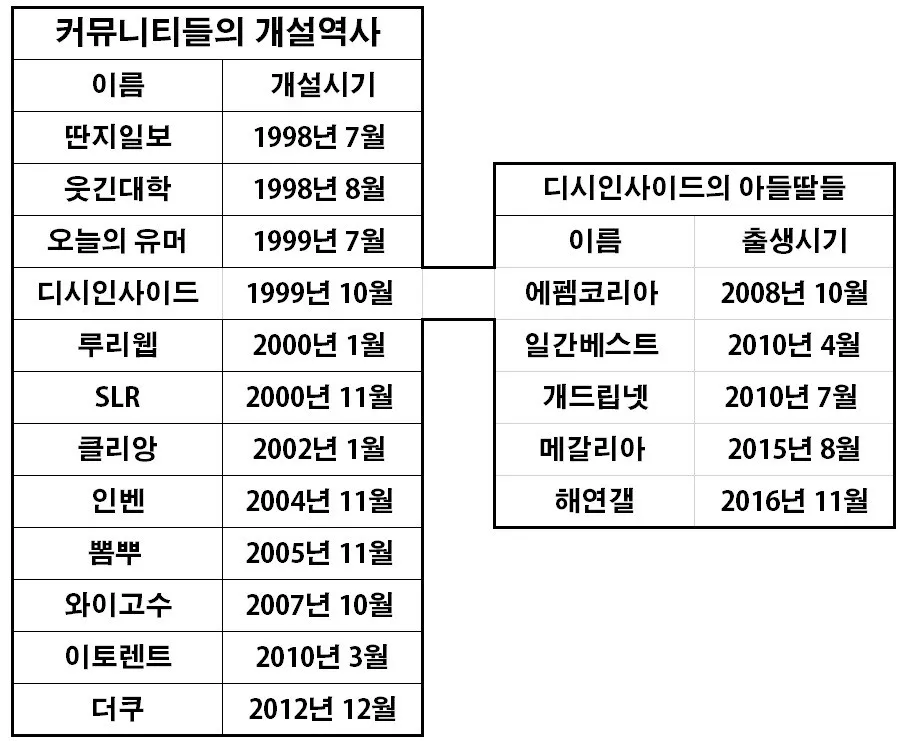 커뮤니티들의 개설역사
이름 개설시기
딴지일보 1998년 7월
웃긴대학 1998년 8월
오늘의 유머 1999년 7월
디시인사이드 1999년 10월
루리웹 2000년 1월
SLR 2000년 11월
클리앙 2002년 1월
인벤 2004년 11월
뽐뿌 2005년 11월
와이고수 2007년 10월
이토렌트 2010년 3월
더쿠 2012년 12월
디시인사이드의 아들딸들
이름 출생시기
에펨코리아 2008년 10월
일간베스트 2010년 4월
개드립넷 2010년 7월
메갈리아 2015년 8월
해연갤 2016년 11월